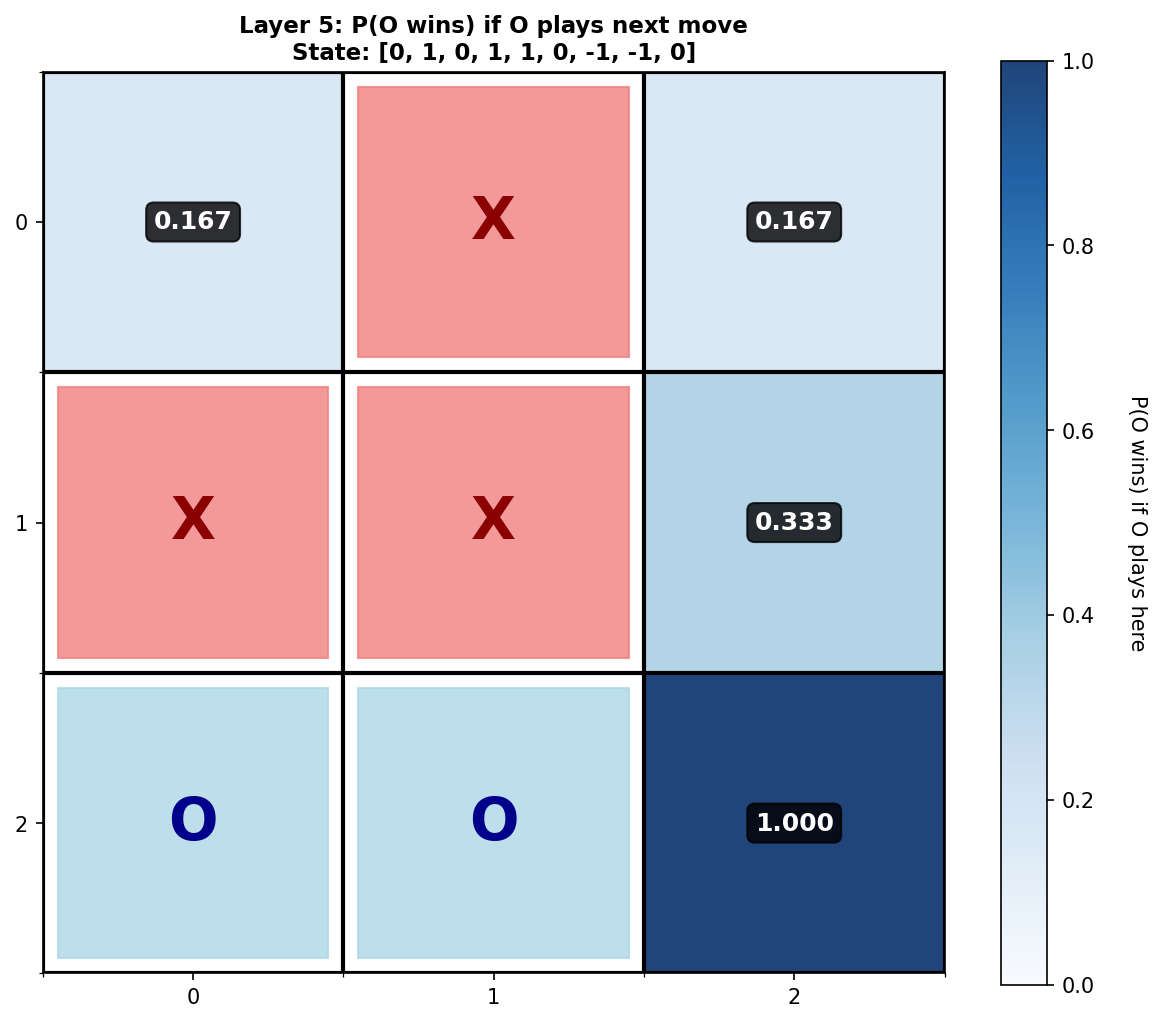 Layer 5: P(O wins) if O plays next move
State: [0, 1, 0, 1, 1, 0, -1, -1, 0]
0
0.167
X
0.167
1
X
X
0.333
2
O
O
1.000
0
1
2
1.0
0.8
0.6
0.4
0.2
0.0
P(O wins) if O plays here